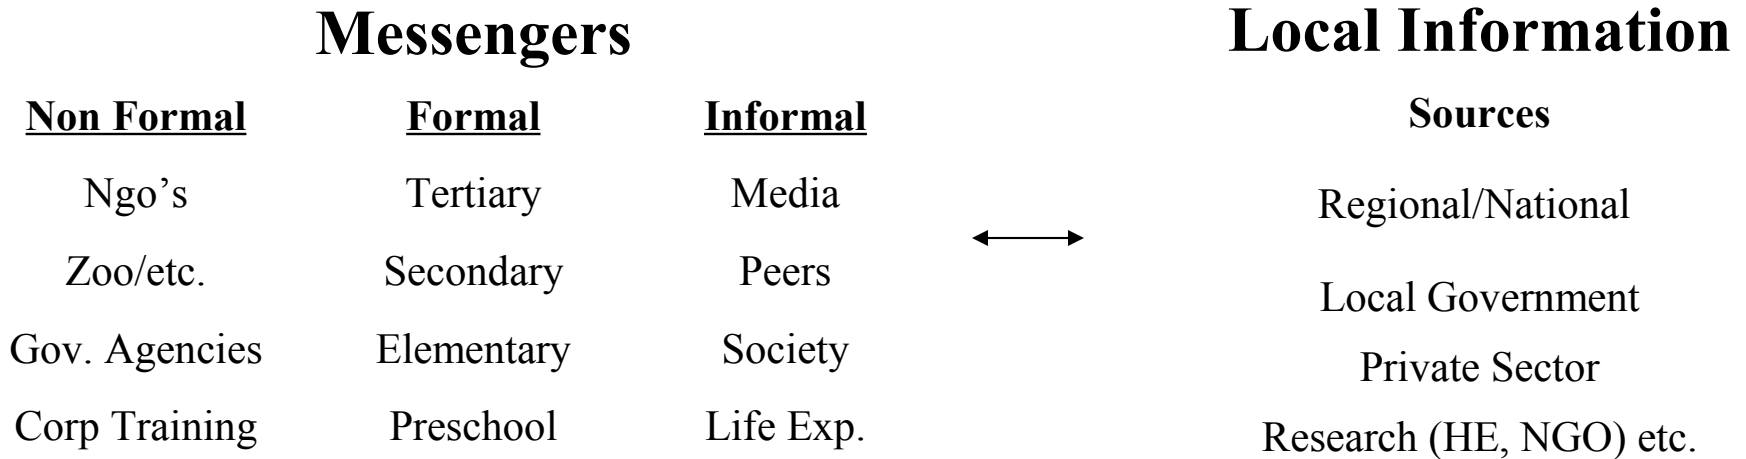 Messengers
Local Information
Non Formal Formal Informal
Sources
Ngo’s Tertiary Media
Regional/National
Zoo/etc. Secondary Peers
Local Government
Gov. Agencies Elementary Society
Private Sector
Corp Training Preschool Life Exp.
Research (HE, NGO) etc.